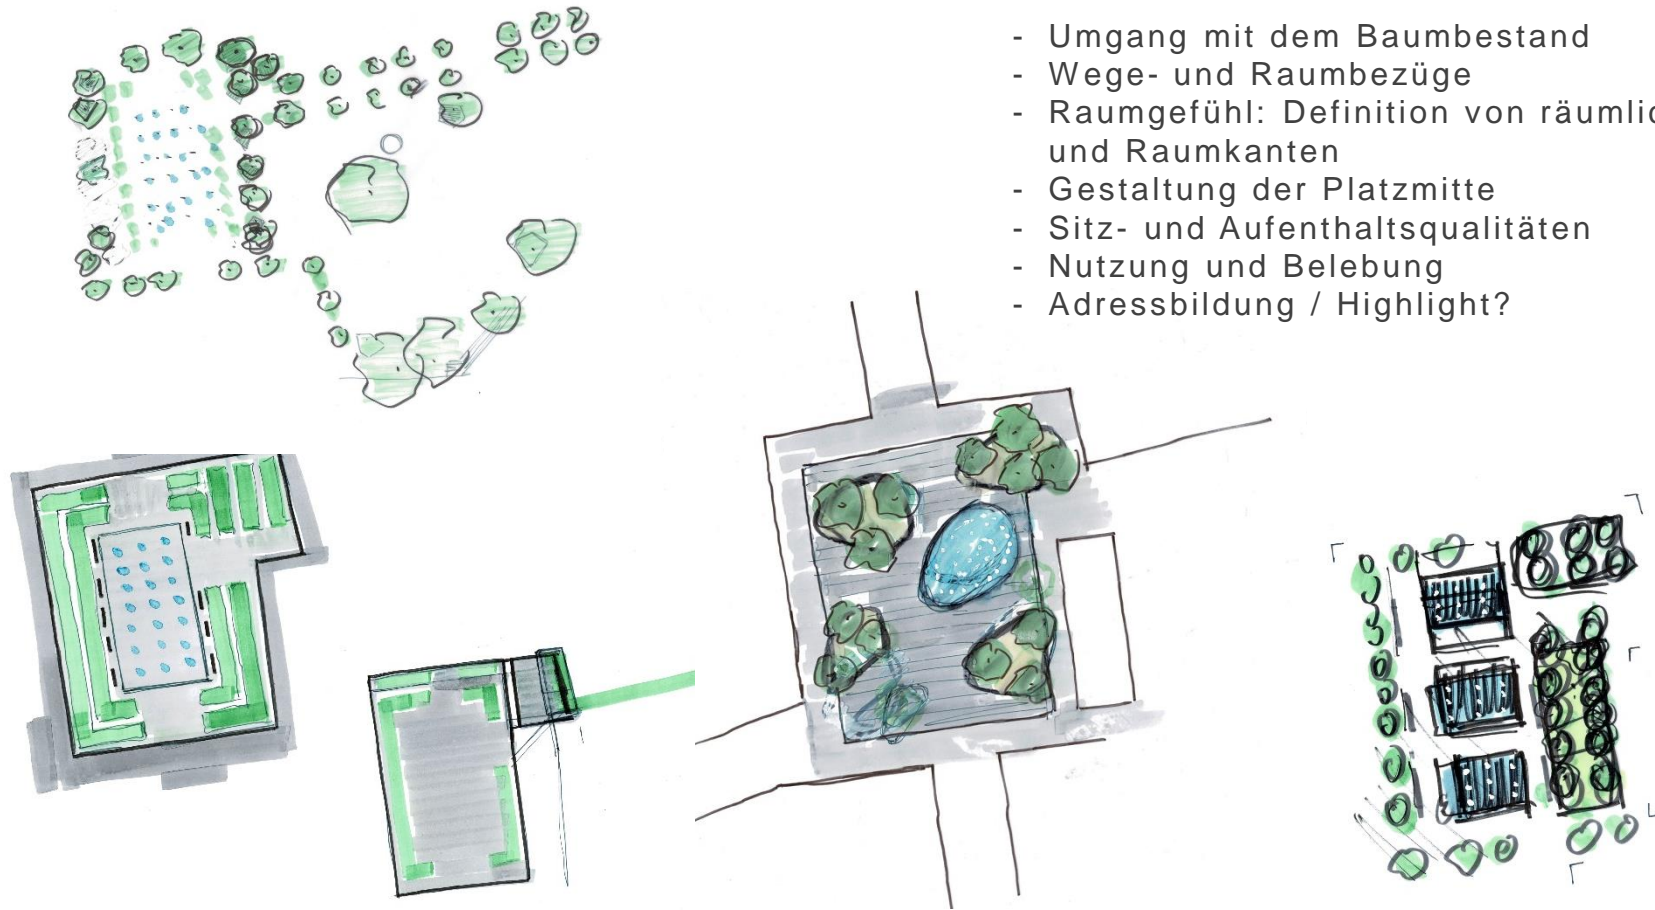 - Umgang mit dem Baumbestand
- Wege- und Raumbezüge
- Raumgefühl: Definition von räumlic
und Raumkanten
- Gestaltung der Platzmitte
- Sitz- und Aufenthaltsqualitäten
- Nutzung und Belebung
- Adressbildung / Highlight?